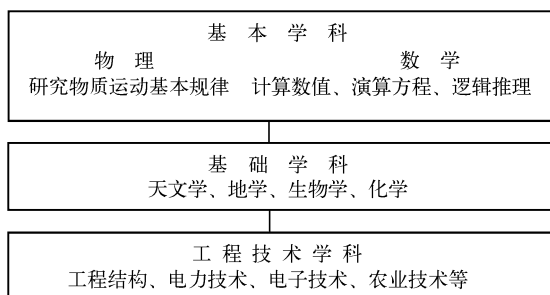 基本学科
物理 数学
研究物质运动基本规律 计算数值、演算方程、逻辑推理
基础学科
天文学、地学、生物学、化学
工程技术学科
工程结构、电力技术、电子技术、农业技术等